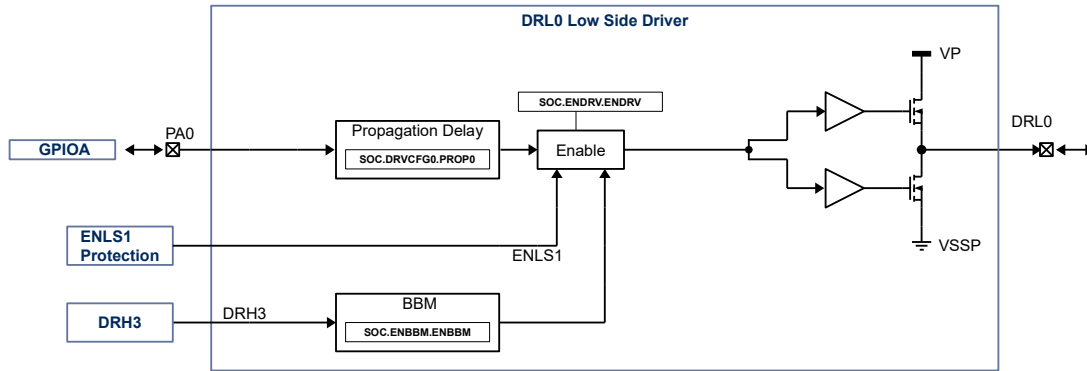 DRL0 Low Side Driver
VP
SOC.ENDRV.ENDRV
PA0
Propagation Delay
DRL0
GPIOA
SOC.DRVCFG0.PROP0
Enable
ENLS1
Protection
ENLS1
VSSP
DRH3
DRH3
BBM
SOC.ENBBM.ENBBM